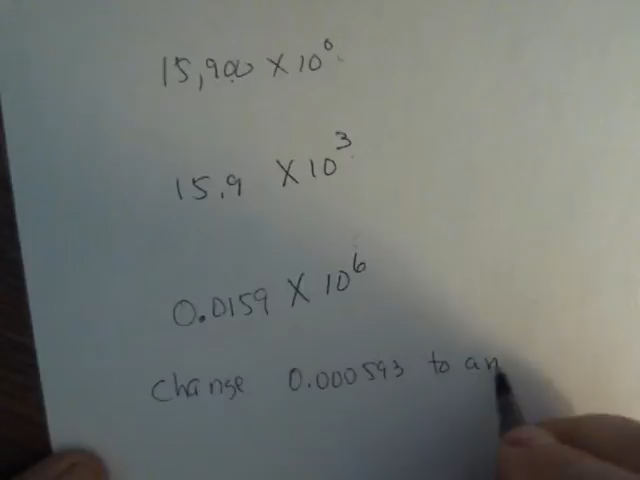 15,900 X 10⁰
15.9 X 10³
0.0159 X 10⁶
Change 0.000593 to an